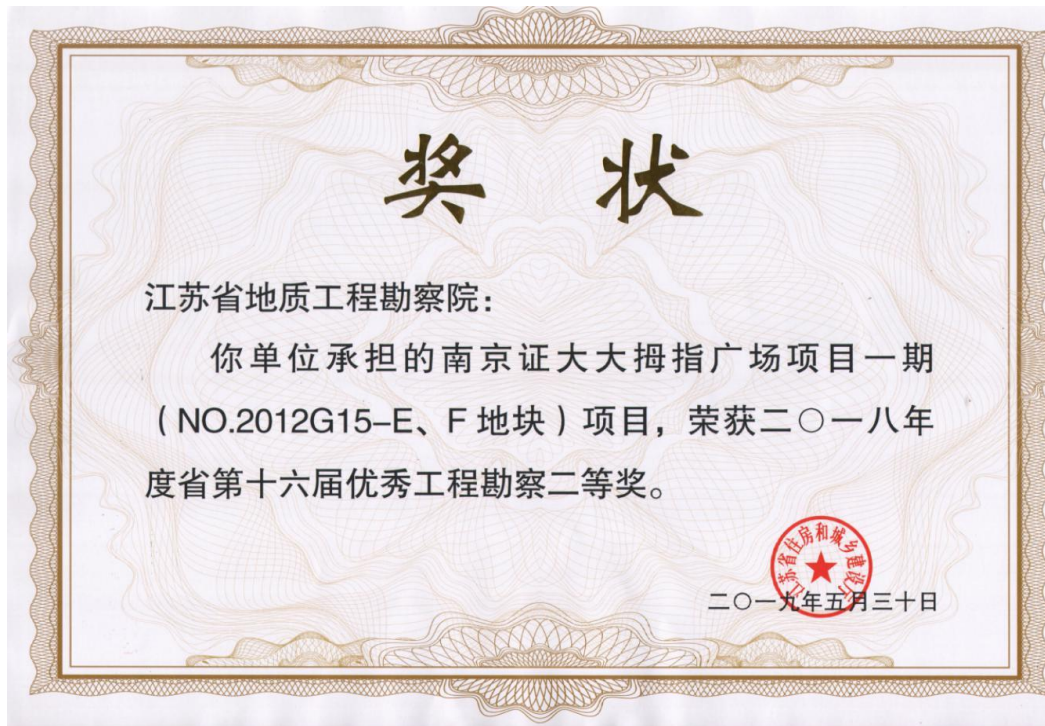 奖状
江苏省地质工程勘察院：
你单位承担的南京证大大拇指广场项目一期
（NO.2012G15-E、F地块）项目，荣获二〇一八年
度省第十六届优秀工程勘察二等奖。
江苏省住房和城乡建设厅
二〇一九年五月三十日